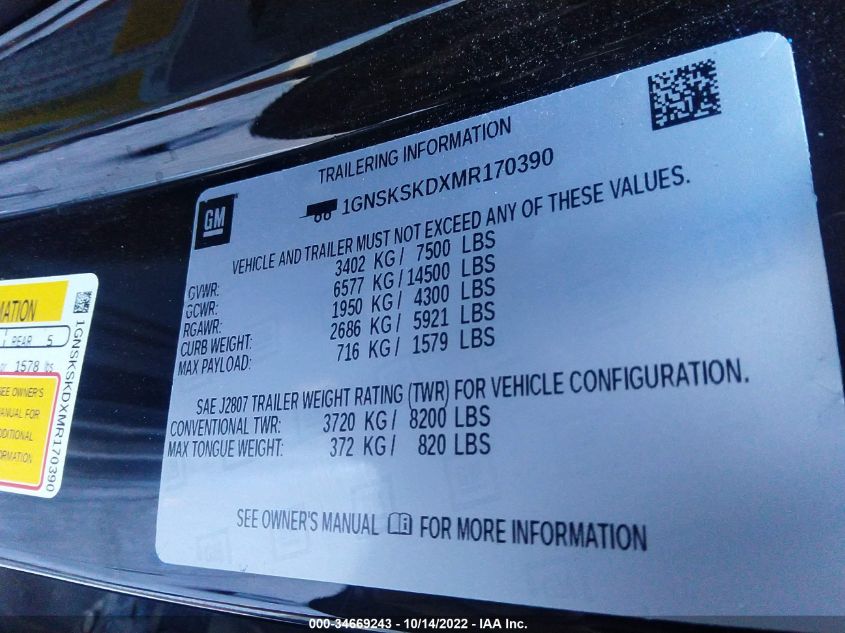 TRAILERING INFORMATION
1GNSKSKDXMR170390
GM
VEHICLE AND TRAILER MUST NOT EXCEED ANY OF THESE VALUES.
GVWR: 3402 KG/ 7500 LBS
GCWR: 6577 KG/14500 LBS
RGAWR: 1950 KG/ 4300 LBS
CURB WEIGHT: 2686 KG/ 5921 LBS
MAX PAYLOAD: 716 KG/ 1579 LBS
SAE J2807 TRAILER WEIGHT RATING (TWR) FOR VEHICLE CONFIGURATION.
CONVENTIONAL TWR: 3720 KG/ 8200 LBS
MAX TONGUE WEIGHT: 372 KG/ 820 LBS
SEE OWNER'S MANUAL FOR MORE INFORMATION
REAR 5
1578 lbs
SEE OWNER'S
MANUAL FOR
1GNSKSKDXMR170390
000-34669243 - 10/14/2022 - IAA Inc.